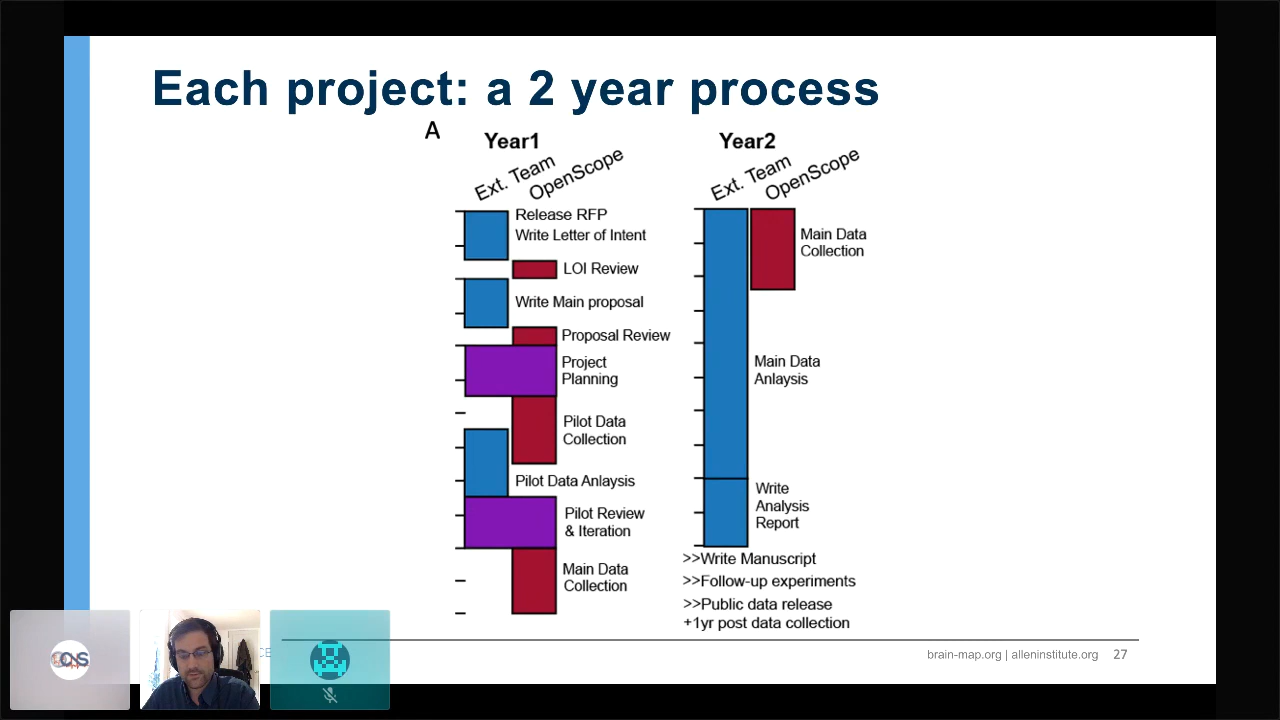 Each project: a 2 year process
A
Year1
Ext. Team
OpenScope
Release RFP
Write Letter of Intent
LOI Review
Write Main proposal
Proposal Review
Project
Planning
Pilot Data
Collection
Pilot Data Anlaysis
Pilot Review
& Iteration
Main Data
Collection
Year2
Ext. Team
OpenScope
Main Data
Collection
Main Data
Anlaysis
Write
Analysis
Report
>>Write Manuscript
>>Follow-up experiments
>>Public data release
+1yr post data collection
brain-map.org | alleninstitute.org 27